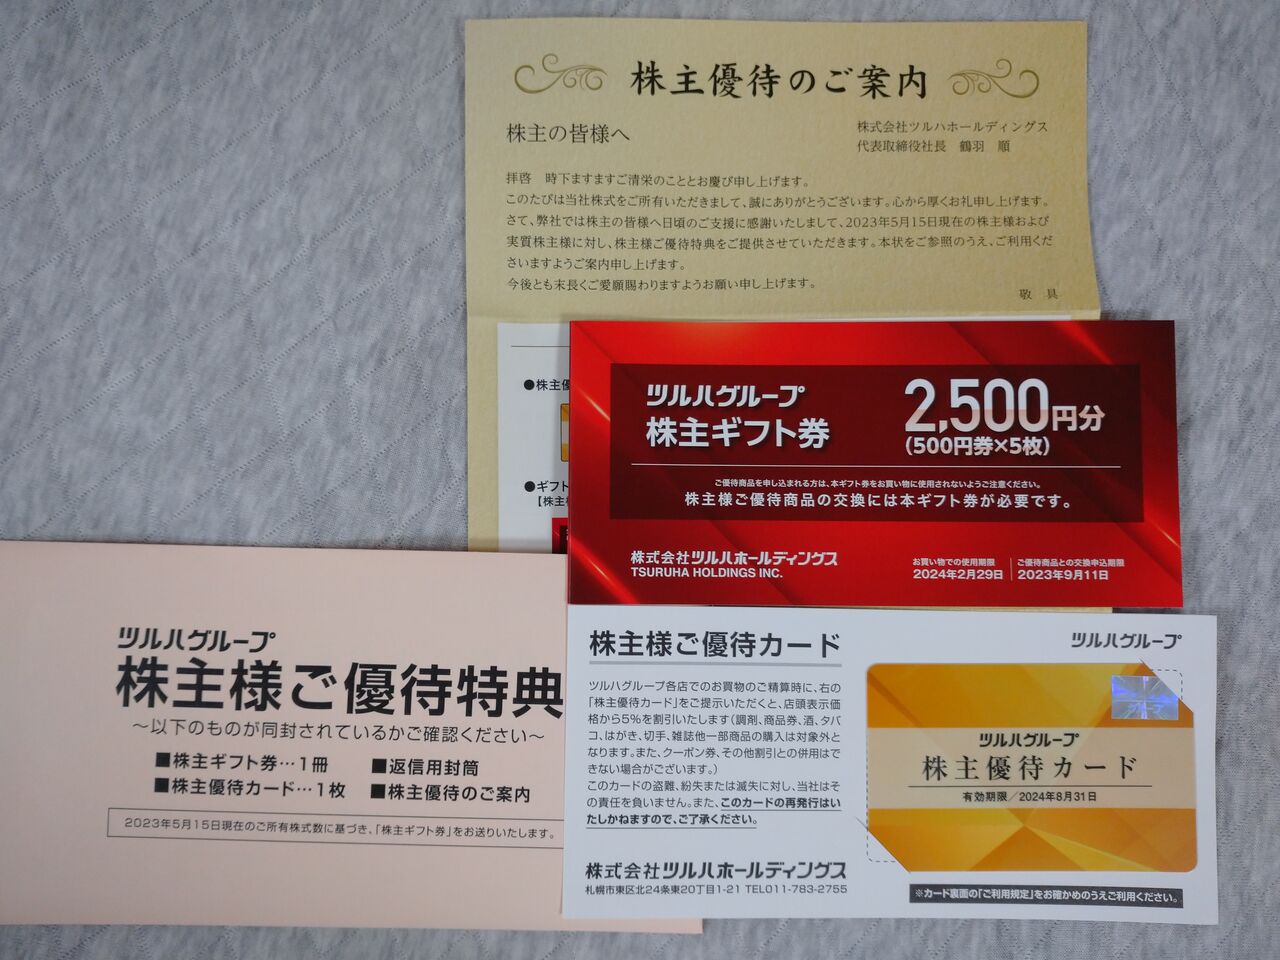 株主優待のご案内
株主の皆様へ
株式会社ツルハホールディングス
代表取締役社長　鶴羽　順
拝啓　時下ますますご清栄のこととお慶び申し上げます。
このたびは当社株式をご所有いただきまして、誠にありがとうございます。心から厚くお礼申し上げます。
さて、弊社では株主の皆様へ日頃のご支援に感謝いたしまして、2023年5月15日現在の株主様および
実質株主様に対し、株主様ご優待特典をご提供させていただきます。本状をご参照のうえ、ご利用くだ
さいますようご案内申し上げます。
今後とも末長くご愛顧賜わりますようお願い申し上げます。
敬　具
●株主優
●ギフト
【株主様
ツルハグループ
株主ギフト券
2,500円分
(500円券×5枚)
ご優待商品を申し込まれる方は、本ギフト券をお買い物に使用されないようご注意ください。
株主様ご優待商品の交換には本ギフト券が必要です。
株式会社ツルハホールディングス
TSURUHA HOLDINGS INC.
お買い物での使用期限
2024年2月29日
ご優待商品との交換申込期限
2023年9月11日
ツルハグループ
株主様ご優待特典
～以下のものが同封されているかご確認ください～
■株主ギフト券…1冊　■返信用封筒
■株主優待カード…1枚　■株主優待のご案内
2023年5月15日現在のご所有株式数に基づき、「株主ギフト券」をお送りいたします。
株主様ご優待カード
ツルハグループ
ツルハグループ各店でのお買物のご精算時に、右の
「株主優待カード」をご提示いただくと、店頭表示価
格から5%を割引いたします(調剤、商品券、酒、タバ
コ、はがき、切手、雑誌他一部商品の購入は対象外と
なります。また、クーポン券、その他割引との併用はで
きない場合がございます。)
このカードの盗難、紛失または滅失に対し、当社はそ
の責任を負いません。また、このカードの再発行はい
たしかねますので、ご了承ください。
株式会社ツルハホールディングス
札幌市東区北24条東20丁目1-21 TEL011-783-2755
ツルハグループ
株主優待カード
有効期限／2024年8月31日
※カード裏面の「ご利用規定」をお確かめのうえご利用ください。